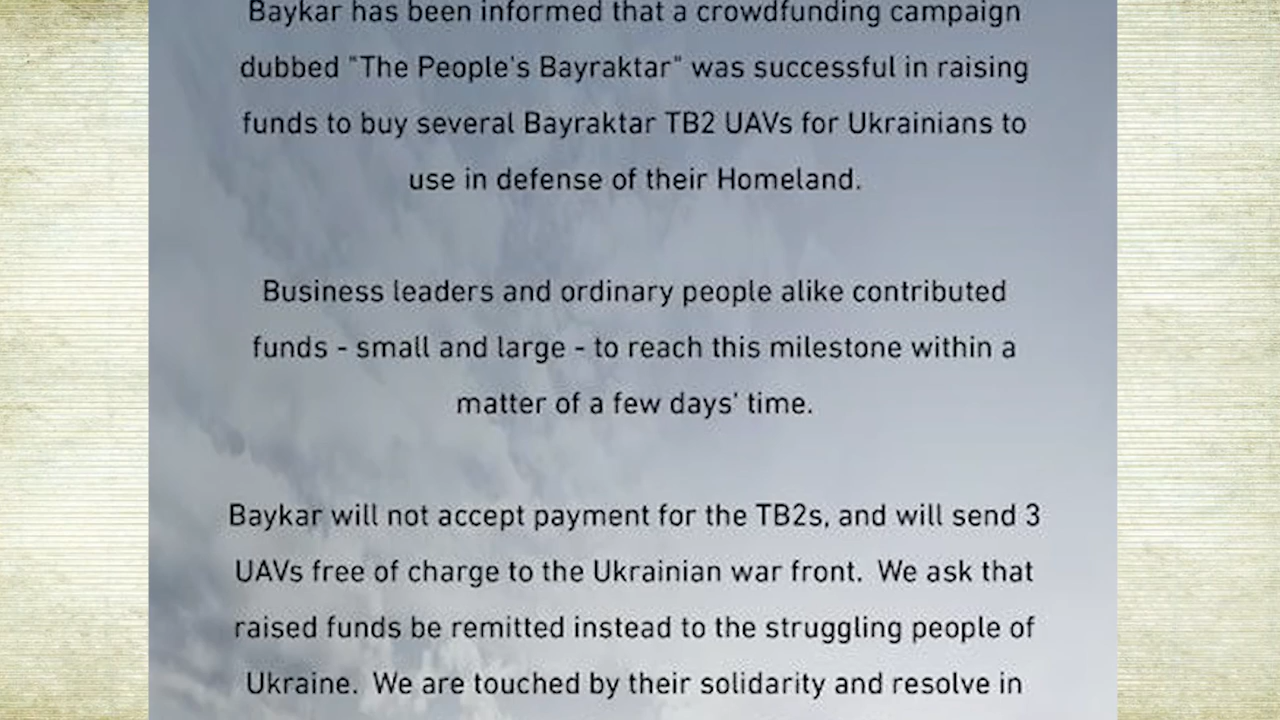 Baykar has been informed that a crowdfunding campaign
dubbed "The People's Bayraktar" was successful in raising
funds to buy several Bayraktar TB2 UAVs for Ukrainians to
use in defense of their Homeland.
Business leaders and ordinary people alike contributed
funds - small and large - to reach this milestone within a
matter of a few days' time.
Baykar will not accept payment for the TB2s, and will send 3
UAVs free of charge to the Ukrainian war front.  We ask that
raised funds be remitted instead to the struggling people of
Ukraine.  We are touched by their solidarity and resolve in